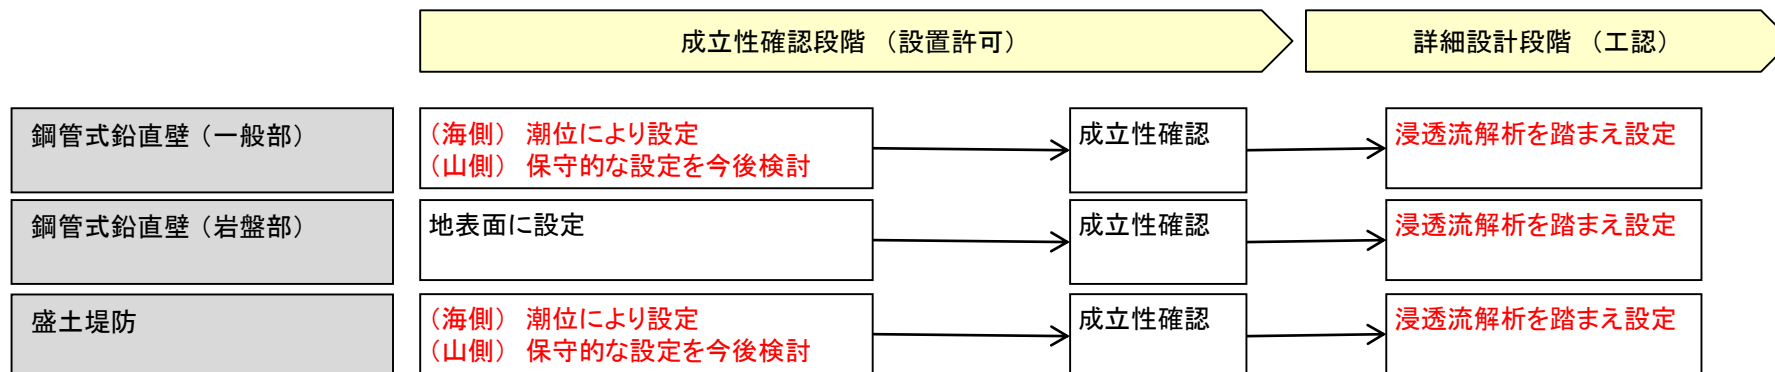 成立性確認段階 （設置許可）
詳細設計段階 （工認）
鋼管式鉛直壁（一般部）
（海側） 潮位により設定
（山側） 保守的な設定を今後検討
成立性確認
浸透流解析を踏まえ設定
鋼管式鉛直壁（岩盤部）
地表面に設定
成立性確認
浸透流解析を踏まえ設定
盛土堤防
（海側） 潮位により設定
（山側） 保守的な設定を今後検討
成立性確認
浸透流解析を踏まえ設定